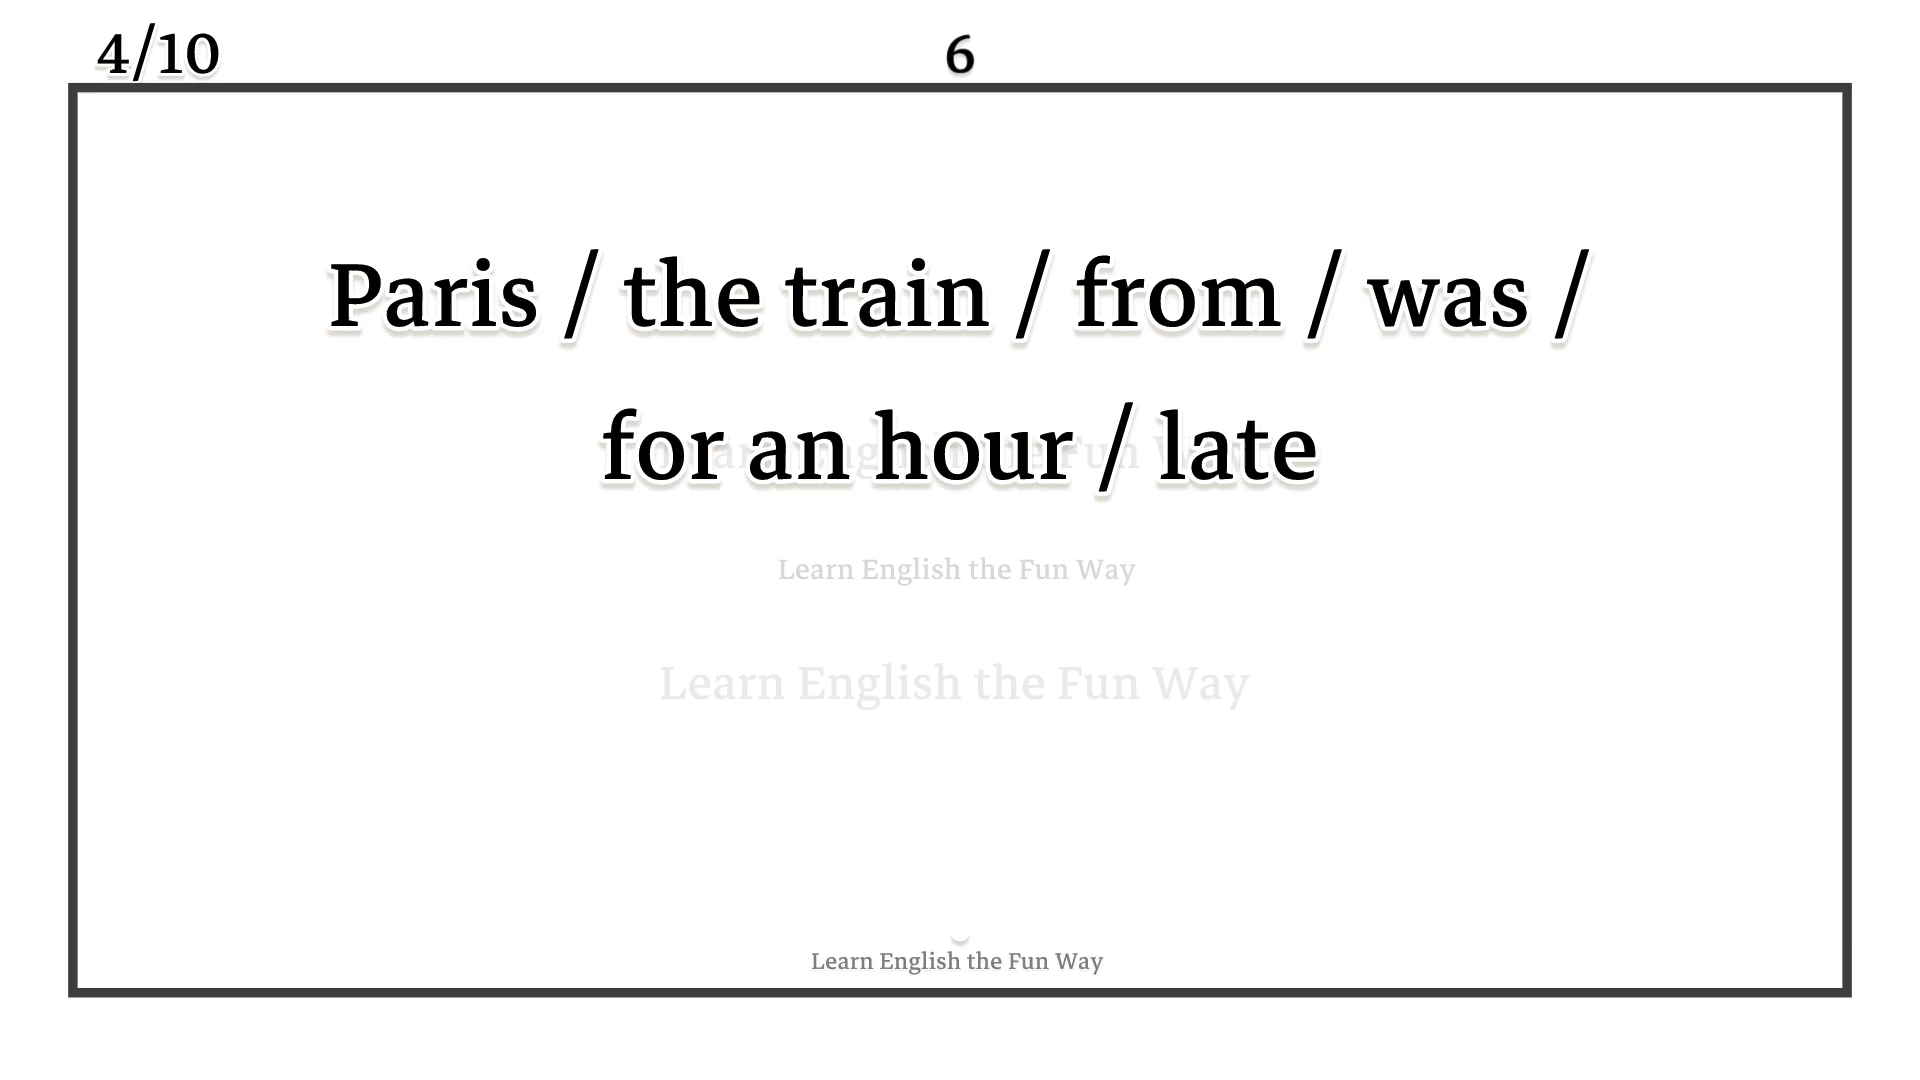 4/10
6
Paris / the train / from / was /
for an hour / late
Learn English the Fun Way
Learn English the Fun Way
Learn English the Fun Way